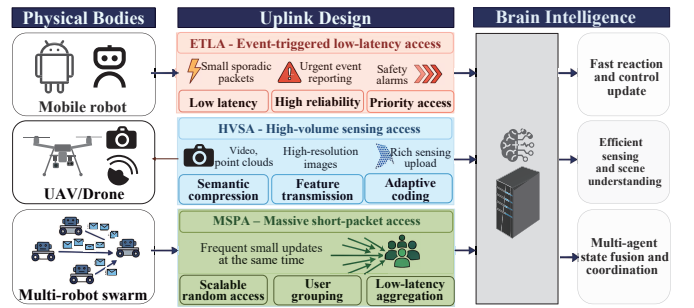 Physical Bodies
Uplink Design
Brain Intelligence
Mobile robot
ETLA - Event-triggered low-latency access
Small sporadic
packets
Urgent event
reporting
Safety
alarms
Low latency
High reliability
Priority access
Fast reaction
and control
update
UAV/Drone
HVSA - High-volume sensing access
Video,
point clouds
High-resolution
images
Rich sensing
upload
Semantic
compression
Feature
transmission
Adaptive
coding
Efficient
sensing
and scene
understanding
Multi-robot swarm
MSPA – Massive short-packet access
Frequent small updates
at the same time
Scalable
random access
User
grouping
Low-latency
aggregation
Multi-agent
state fusion and
coordination